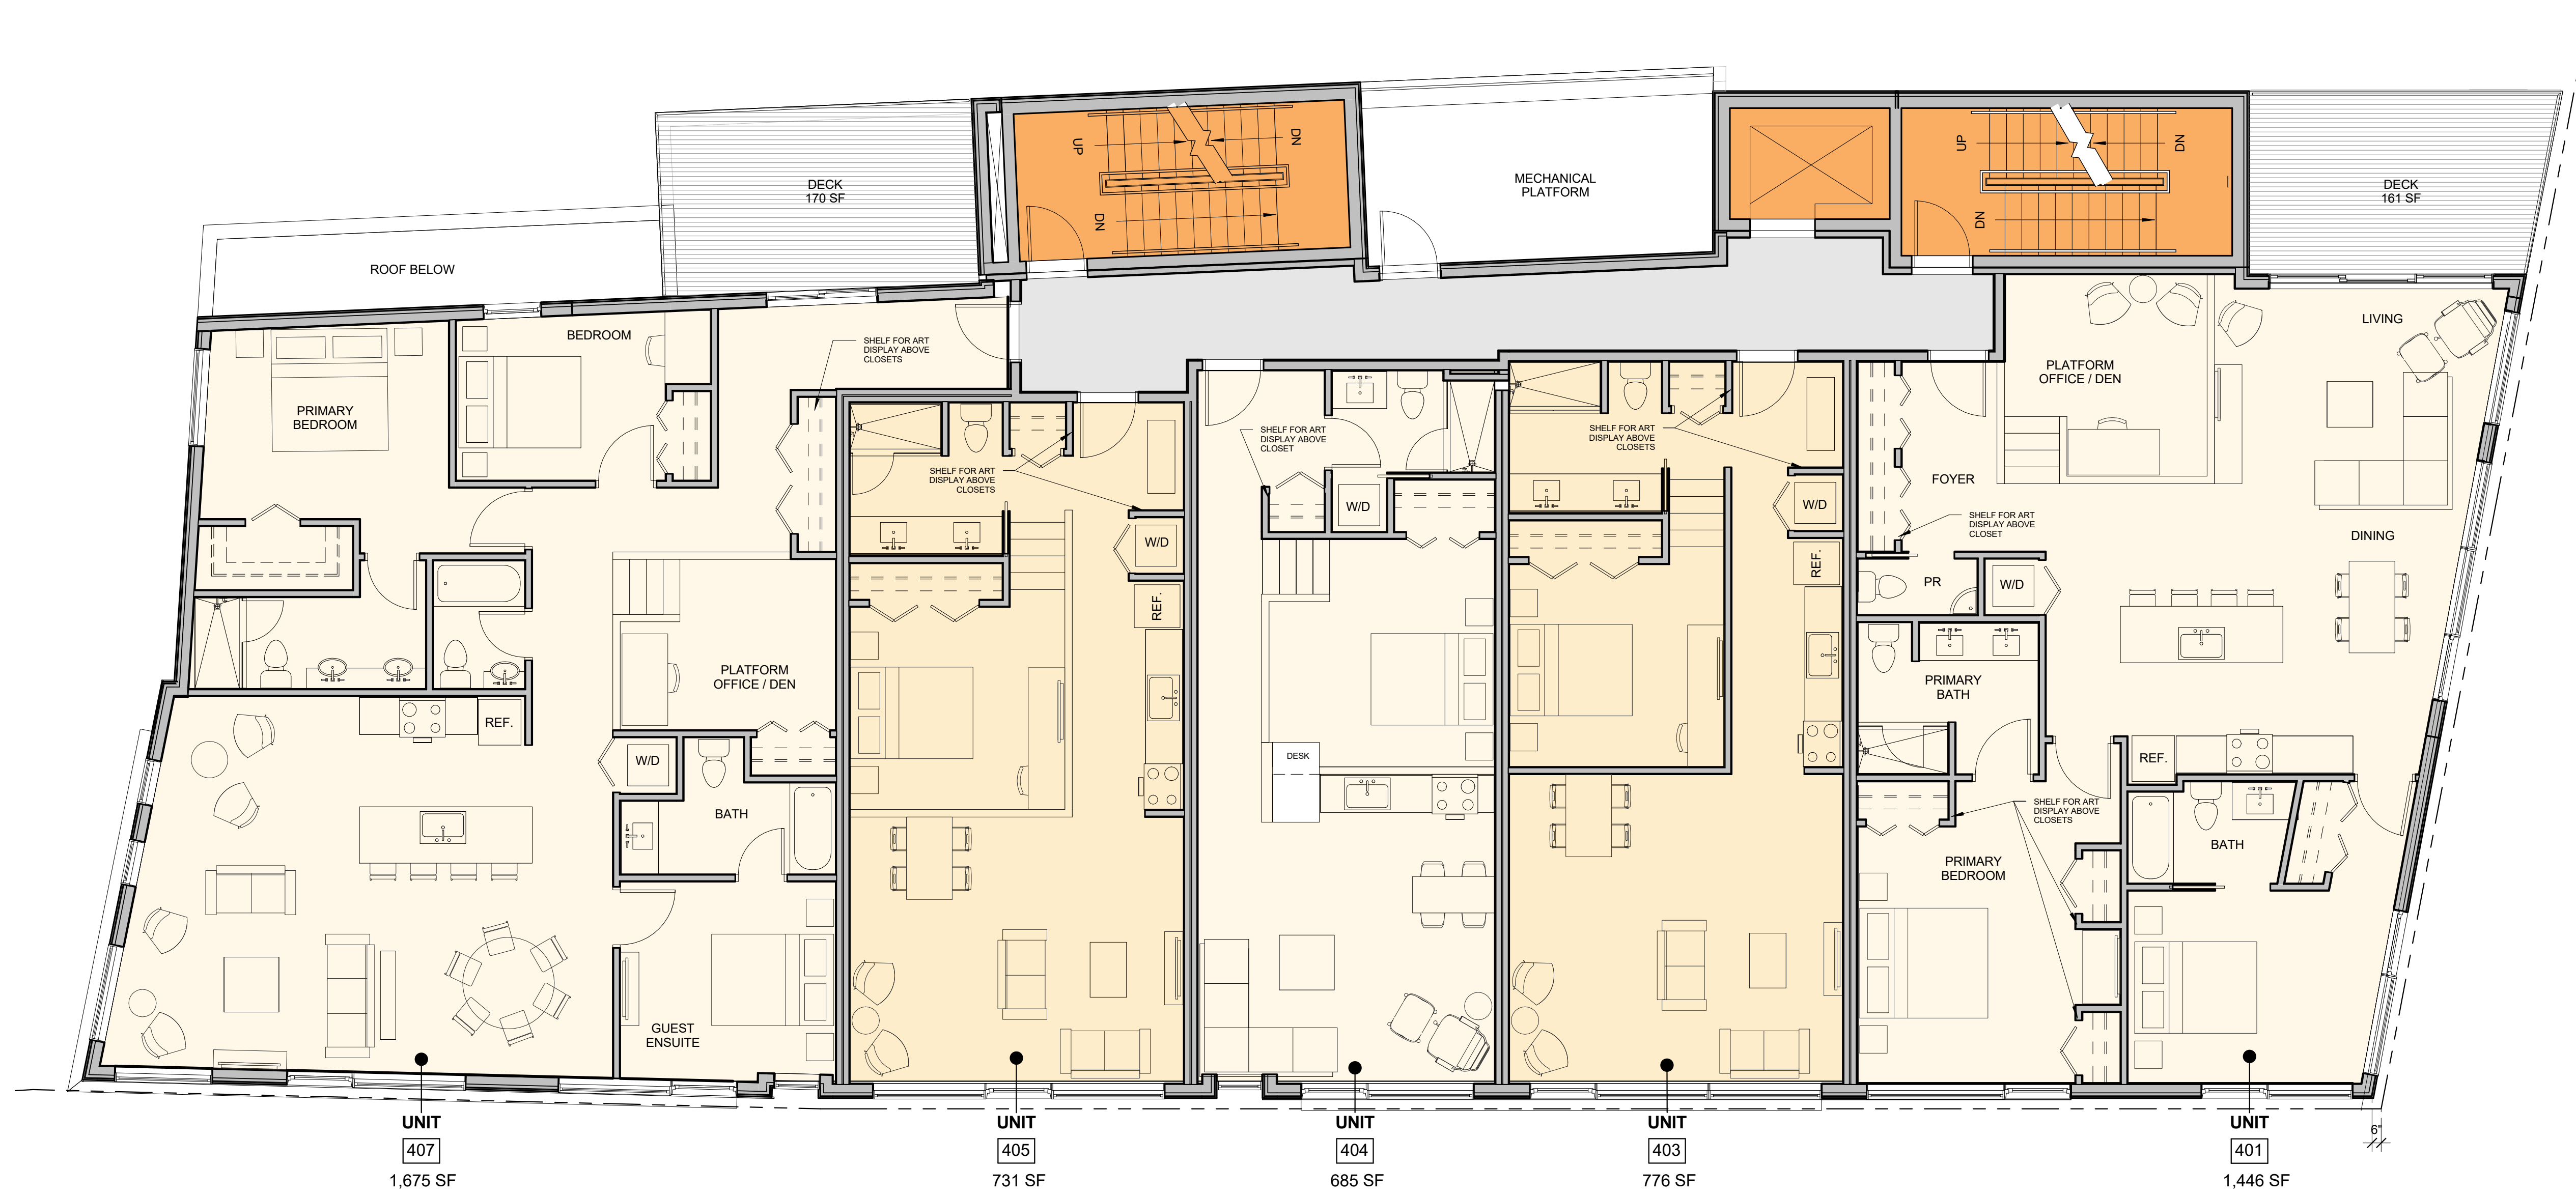 UP
DN
DN
UP
DN
DN
DECK
170 SF
MECHANICAL
PLATFORM
DECK
161 SF
ROOF BELOW
BEDROOM
SHELF FOR ART
DISPLAY ABOVE
CLOSETS
PRIMARY
BEDROOM
SHELF FOR ART
DISPLAY ABOVE
CLOSETS
W/D
REF.
PLATFORM
OFFICE / DEN
REF.
W/D
BATH
GUEST
ENSUITE
SHELF FOR ART
DISPLAY ABOVE
CLOSET
W/D
DESK
SHELF FOR ART
DISPLAY ABOVE
CLOSETS
W/D
REF.
LIVING
PLATFORM
OFFICE / DEN
FOYER
SHELF FOR ART
DISPLAY ABOVE
CLOSET
DINING
PR
W/D
PRIMARY
BATH
REF.
SHELF FOR ART
DISPLAY ABOVE
CLOSETS
BATH
PRIMARY
BEDROOM
UNIT
407
1,675 SF
UNIT
405
731 SF
UNIT
404
685 SF
UNIT
403
776 SF
UNIT
401
1,446 SF
6"